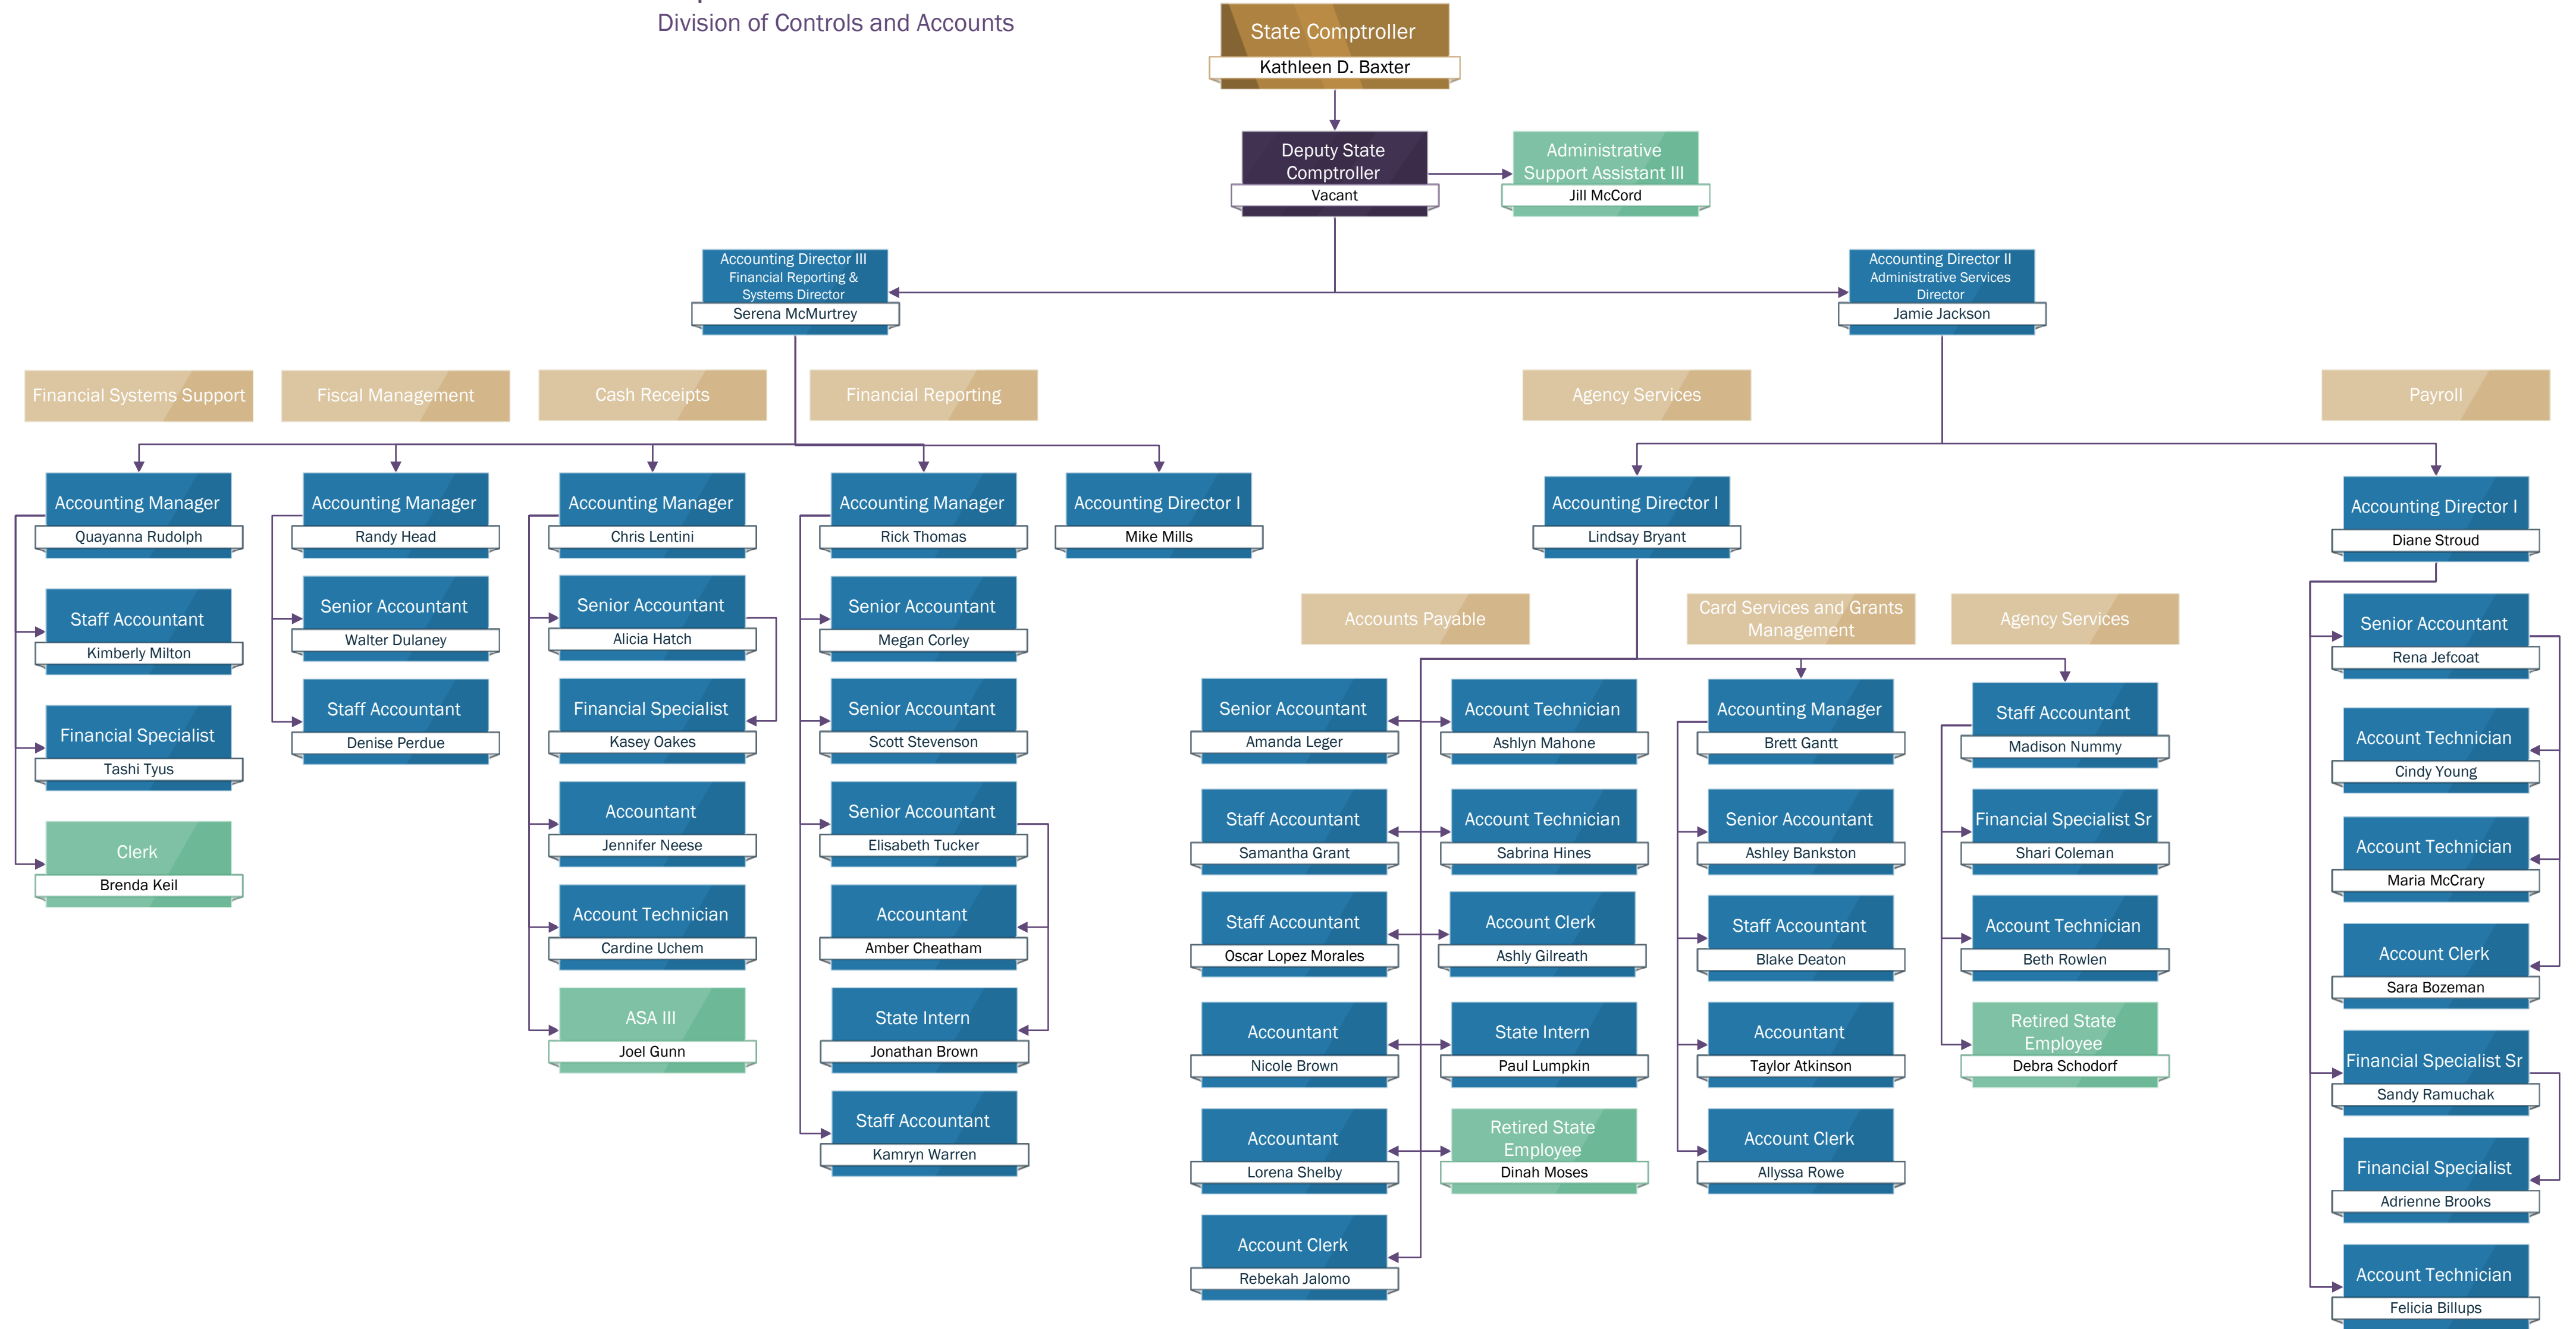 Division of Controls and Accounts
State Comptroller
Kathleen D. Baxter
Deputy State
Comptroller
Vacant
Administrative
Support Assistant III
Jill McCord
Accounting Director III
Financial Reporting &
Systems Director
Serena McMurtrey
Accounting Director II
Administrative Services
Director
Jamie Jackson
Financial Systems Support
Fiscal Management
Cash Receipts
Financial Reporting
Agency Services
Payroll
Accounting Manager
Quayanna Rudolph
Staff Accountant
Kimberly Milton
Financial Specialist
Tashi Tyus
Clerk
Brenda Keil
Accounting Manager
Randy Head
Senior Accountant
Walter Dulaney
Staff Accountant
Denise Perdue
Accounting Manager
Chris Lentini
Senior Accountant
Alicia Hatch
Financial Specialist
Kasey Oakes
Accountant
Jennifer Neese
Account Technician
Cardine Uchem
ASA III
Joel Gunn
Accounting Manager
Rick Thomas
Senior Accountant
Megan Corley
Senior Accountant
Scott Stevenson
Senior Accountant
Elisabeth Tucker
Accountant
Amber Cheatham
State Intern
Jonathan Brown
Staff Accountant
Kamryn Warren
Accounting Director I
Mike Mills
Accounting Director I
Lindsay Bryant
Accounts Payable
Card Services and Grants
Management
Agency Services
Senior Accountant
Amanda Leger
Staff Accountant
Samantha Grant
Staff Accountant
Oscar Lopez Morales
Accountant
Nicole Brown
Accountant
Lorena Shelby
Account Clerk
Rebekah Jalomo
Account Technician
Ashlyn Mahone
Account Technician
Sabrina Hines
Account Clerk
Ashly Gilreath
State Intern
Paul Lumpkin
Retired State
Employee
Dinah Moses
Accounting Manager
Brett Gantt
Senior Accountant
Ashley Bankston
Staff Accountant
Blake Deaton
Accountant
Taylor Atkinson
Account Clerk
Allyssa Rowe
Staff Accountant
Madison Nummy
Financial Specialist Sr
Shari Coleman
Account Technician
Beth Rowlen
Retired State
Employee
Debra Schodorf
Accounting Director I
Diane Stroud
Senior Accountant
Rena Jefcoat
Account Technician
Cindy Young
Account Technician
Maria McCrary
Account Clerk
Sara Bozeman
Financial Specialist Sr
Sandy Ramuchak
Financial Specialist
Adrienne Brooks
Account Technician
Felicia Billups